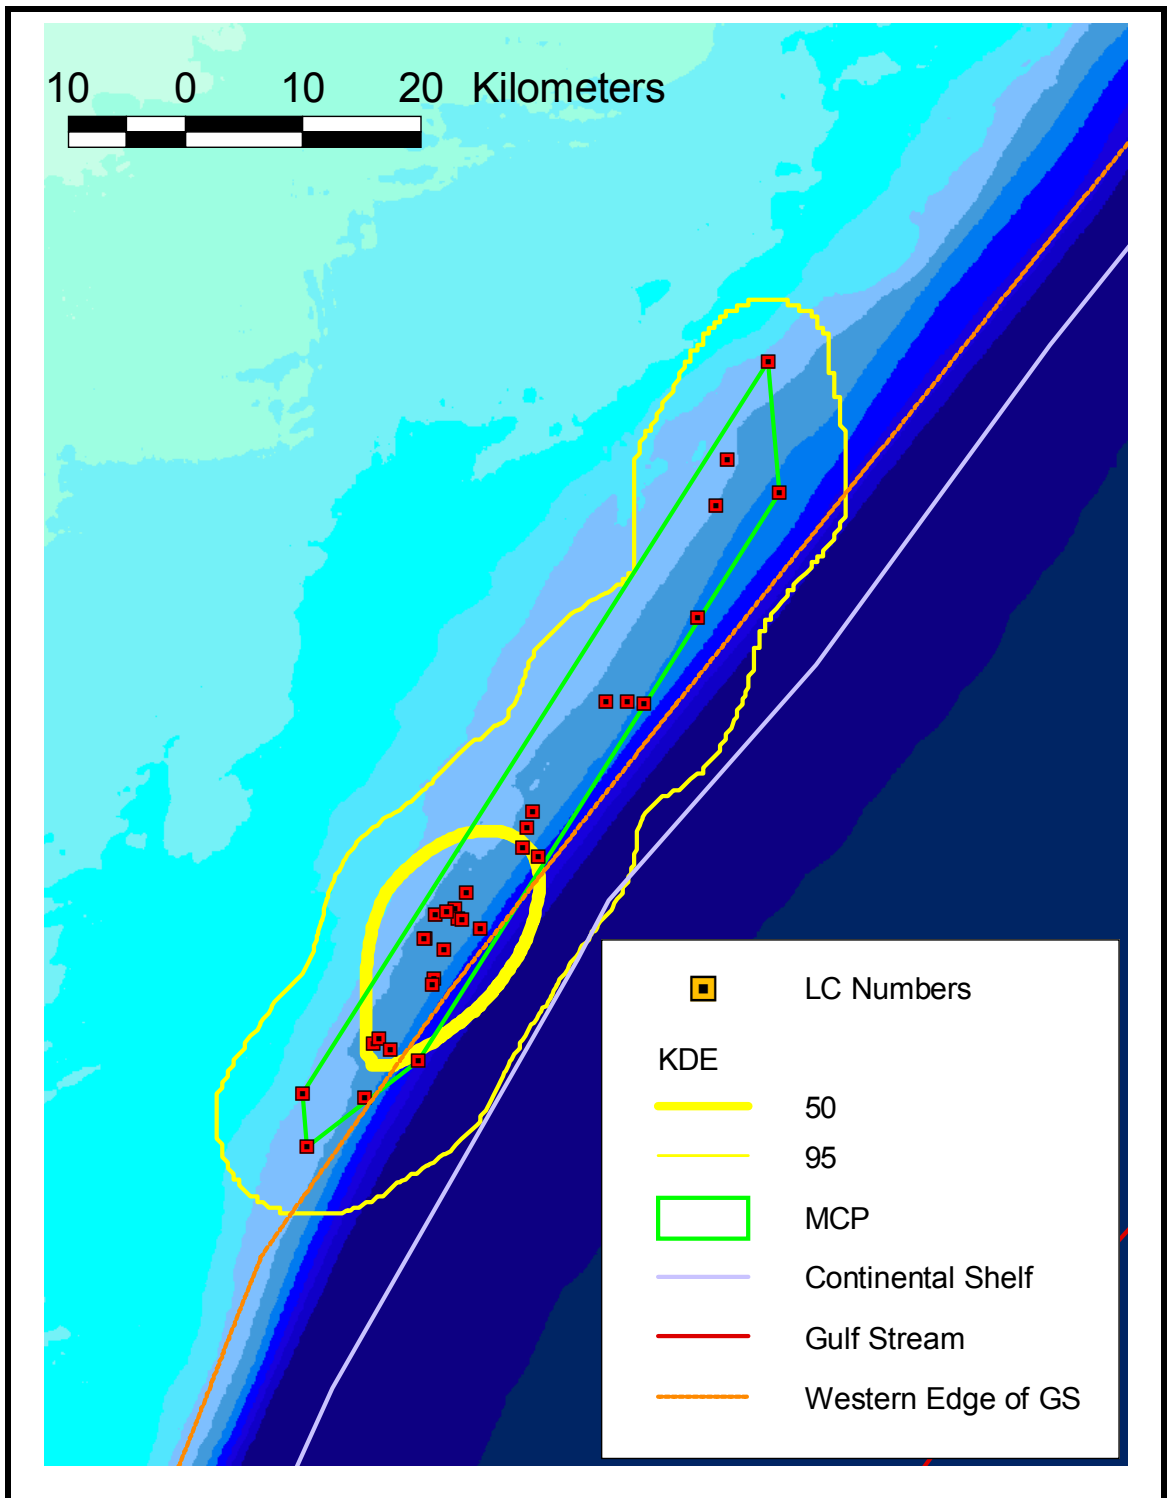 10 0 10 20 Kilometers
LC Numbers
KDE
50
95
MCP
Continental Shelf
Gulf Stream
Western Edge of GS